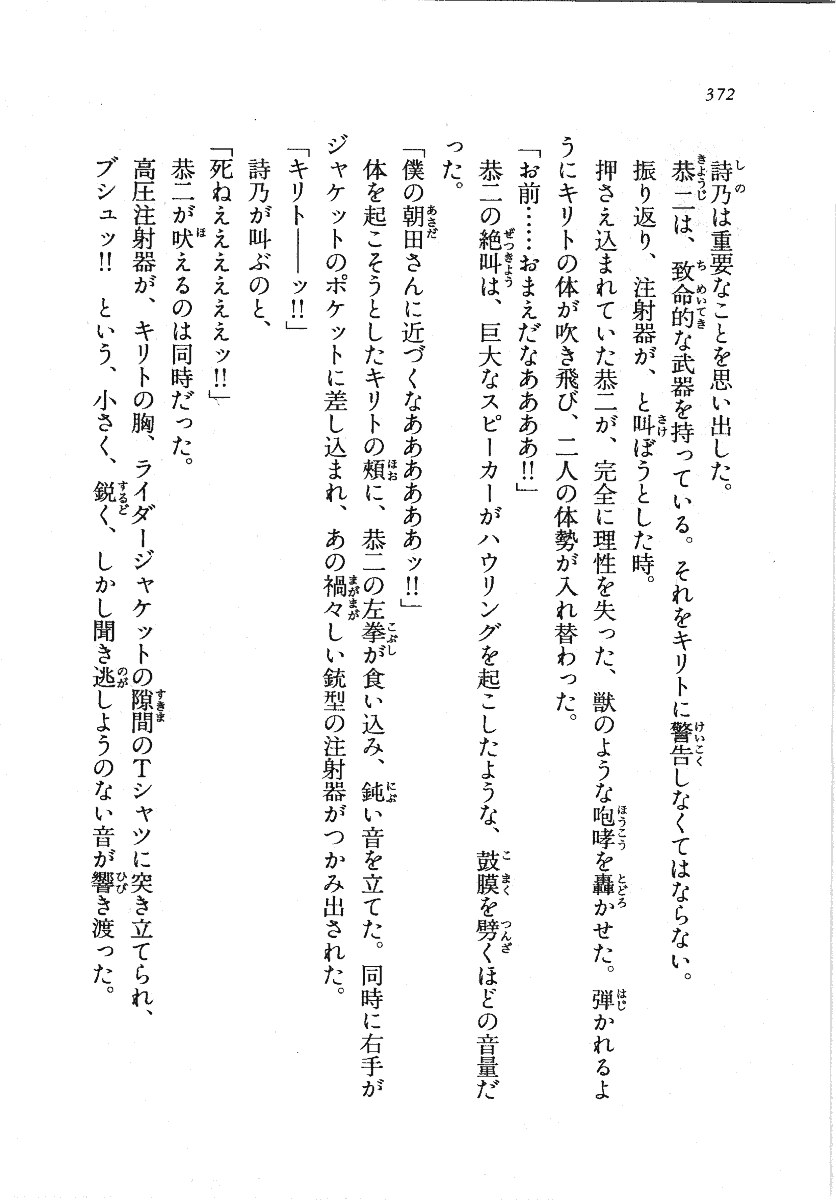 372
詩乃は重要なことを思い出した。
恭二は、致命的な武器を持っている。それをキリトに警告しなくてはならない。
振り返り、注射器が、と叫ぼうとした時。
押さえ込まれていた恭二が、完全に理性を失った、獣のような咆哮を轟かせた。弾かれるよ
うにキリトの体が吹き飛び、二人の体勢が入れ替わった。
「お前……おまえだなああああ!!」
恭二の絶叫は、巨大なスピーカーがハウリングを起こしたような、鼓膜を劈くほどの音量だ
った。
「僕の朝田さんに近づくなああああああッ!!」
体を起こそうとしたキリトの頰に、恭二の左拳が食い込み、鈍い音を立てた。同時に右手が
ジャケットのポケットに差し込まれ、あの禍々しい銃型の注射器がつかみ出された。
「キリト――ッ!!」
詩乃が叫ぶのと、
「死ねえええええええッ!!」
恭二が吠えるのは同時だった。
高圧注射器が、キリトの胸、ライダージャケットの隙間のTシャツに突き立てられ、
ブシュッ!! という、小さく、鋭く、しかし聞き逃しようのない音が響き渡った。